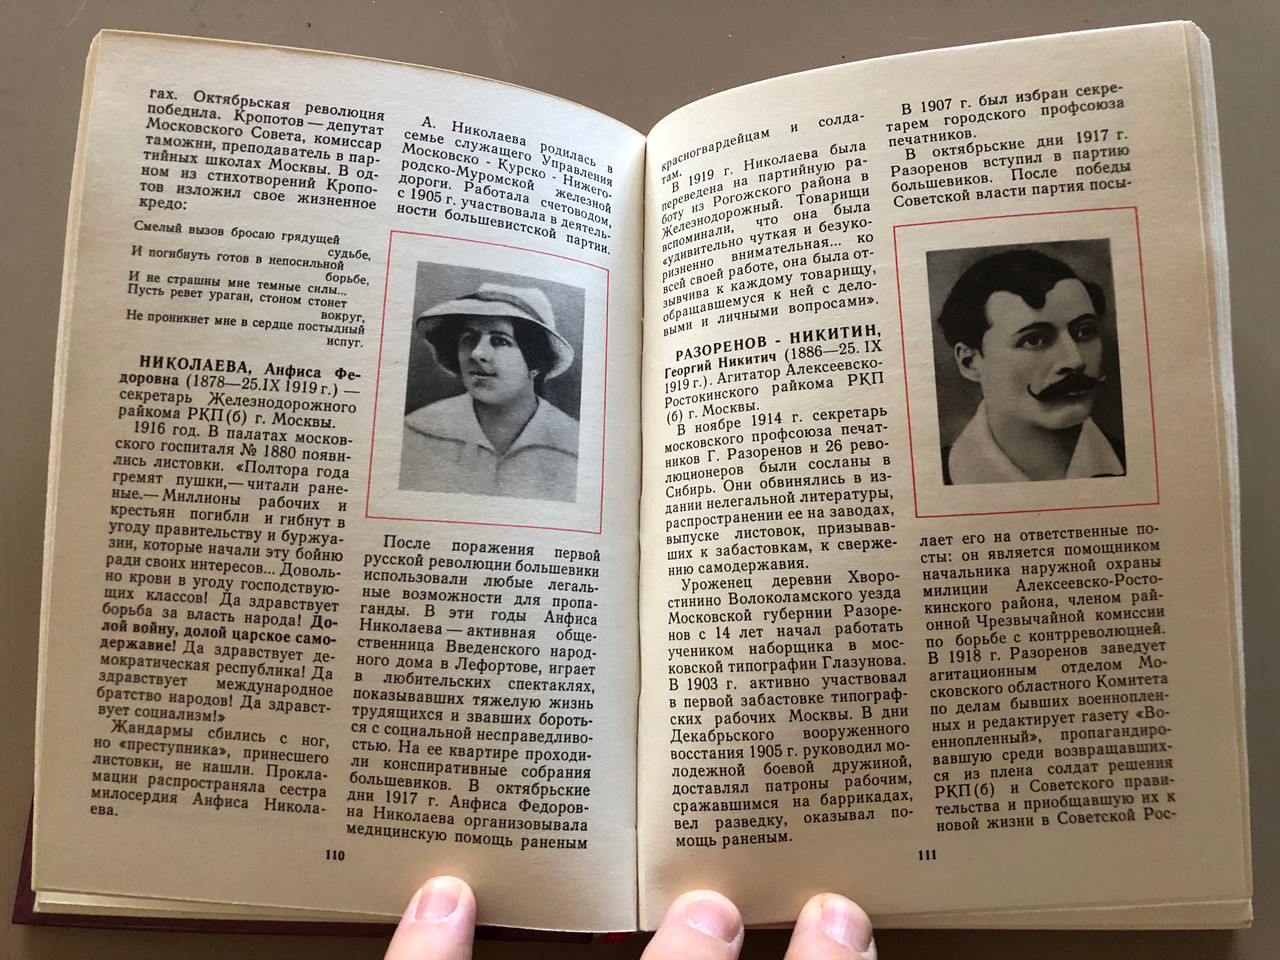 гах. Октябрьская революция
победила. Кропотов — депутат
Московского Совета, комиссар
таможни, преподаватель в пар-
тийных школах Москвы. В од-
ном из стихотворений Кропо-
тов изложил свое жизненное
кредо:
Смелый вызов бросаю грядущей
судьбе,
И погибнуть готов в непосильной
борьбе,
И не страшны мне темные силы...
Пусть ревет ураган, стоном стонет
вокруг,
Не проникнет мне в сердце постыдный
испуг.
НИКОЛАЕВА, Анфиса Фе-
доровна (1878—25.IX 1919 г.) —
секретарь Железнодорожного
райкома РКП(б) г. Москвы.
1916 год. В палатах москов-
ского госпиталя № 1880 появи-
лись листовки. «Полтора года
гремят пушки,— читали ране-
ные.— Миллионы рабочих и
крестьян погибли и гибнут в
угоду правительству и буржуа-
зии, которые начали эту бойню
ради своих интересов... Доволь-
но крови в угоду господствую-
щих классов! Да здравствует
борьба за власть народа! До-
лой войну, долой царское само-
державие! Да здравствует де-
мократическая республика! Да
здравствует международное
братство народов! Да здравст-
вует социализм!»
Жандармы сбились с ног,
но «преступника», принесшего
листовки, не нашли. Прокла-
мации распространяла сестра
милосердия Анфиса Никола-
ева.
А. Николаева родилась в
семье служащего Управления
Московско - Курско - Нижего-
родско-Муромской железной
дороги. Работала счетоводом,
с 1905 г. участвовала в деятель-
ности большевистской партии.
После поражения первой
русской революции большевики
использовали любые легаль-
ные возможности для пропа-
ганды. В эти годы Анфиса
Николаева — активная обще-
ственница Введенского народ-
ного дома в Лефортове, играет
в любительских спектаклях,
показывавших тяжелую жизнь
трудящихся и звавших бороть-
ся с социальной несправедливо-
стью. На ее квартире проходи-
ли конспиративные собрания
большевиков. В октябрьские
дни 1917 г. Анфиса Федоров-
на Николаева организовывала
медицинскую помощь раненым
110
красногвардейцам и солда-
там.
В 1919 г. Николаева была
переведена на партийную ра-
боту из Рогожского района в
Железнодорожный. Товарищи
вспоминали, что она была
«удивительно чуткая и безуко-
ризненно внимательная... ко
всей своей работе, она была от-
зывчива к каждому товарищу,
обращавшемуся к ней с дело-
выми и личными вопросами».
РАЗОРЕНОВ - НИКИТИН,
Георгий Никитич (1886—25. IX
1919 г.). Агитатор Алексеевско-
Ростокинского райкома РКП
(б) г. Москвы.
В ноябре 1914 г. секретарь
московского профсоюза печат-
ников Г. Разоренов и 26 рево-
люционеров были сосланы в
Сибирь. Они обвинялись в из-
дании нелегальной литературы,
распространении ее на заводах,
выпуске листовок, призывав-
ших к забастовкам, к сверже-
нию самодержавия.
Уроженец деревни Хворо-
стинино Волоколамского уезда
Московской губернии Разоре-
нов с 14 лет начал работать
учеником наборщика в мос-
ковской типографии Глазунова.
В 1903 г. активно участвовал
в первой забастовке типограф-
ских рабочих Москвы. В дни
Декабрьского вооруженного
восстания 1905 г. руководил мо-
лодежной боевой дружиной,
доставлял патроны рабочим,
сражавшимся на баррикадах,
вел разведку, оказывал по-
мощь раненым.
В 1907 г. был избран секре-
тарем городского профсоюза
печатников.
В октябрьские дни 1917 г.
Разоренов вступил в партию
большевиков. После победы
Советской власти партия посы-
лает его на ответственные по-
сты: он является помощником
начальника наружной охраны
милиции Алексеевско-Росто-
кинского района, членом рай-
онной Чрезвычайной комиссии
по борьбе с контрреволюцией.
В 1918 г. Разоренов заведует
агитационным отделом Мо-
сковского областного Комитета
по делам бывших военноплен-
ных и редактирует газету «Во-
еннопленный», пропагандиро-
вавшую среди возвращавших-
ся из плена солдат решения
РКП(б) и Советского прави-
тельства и приобщавшую их к
новой жизни в Советской Рос-
111